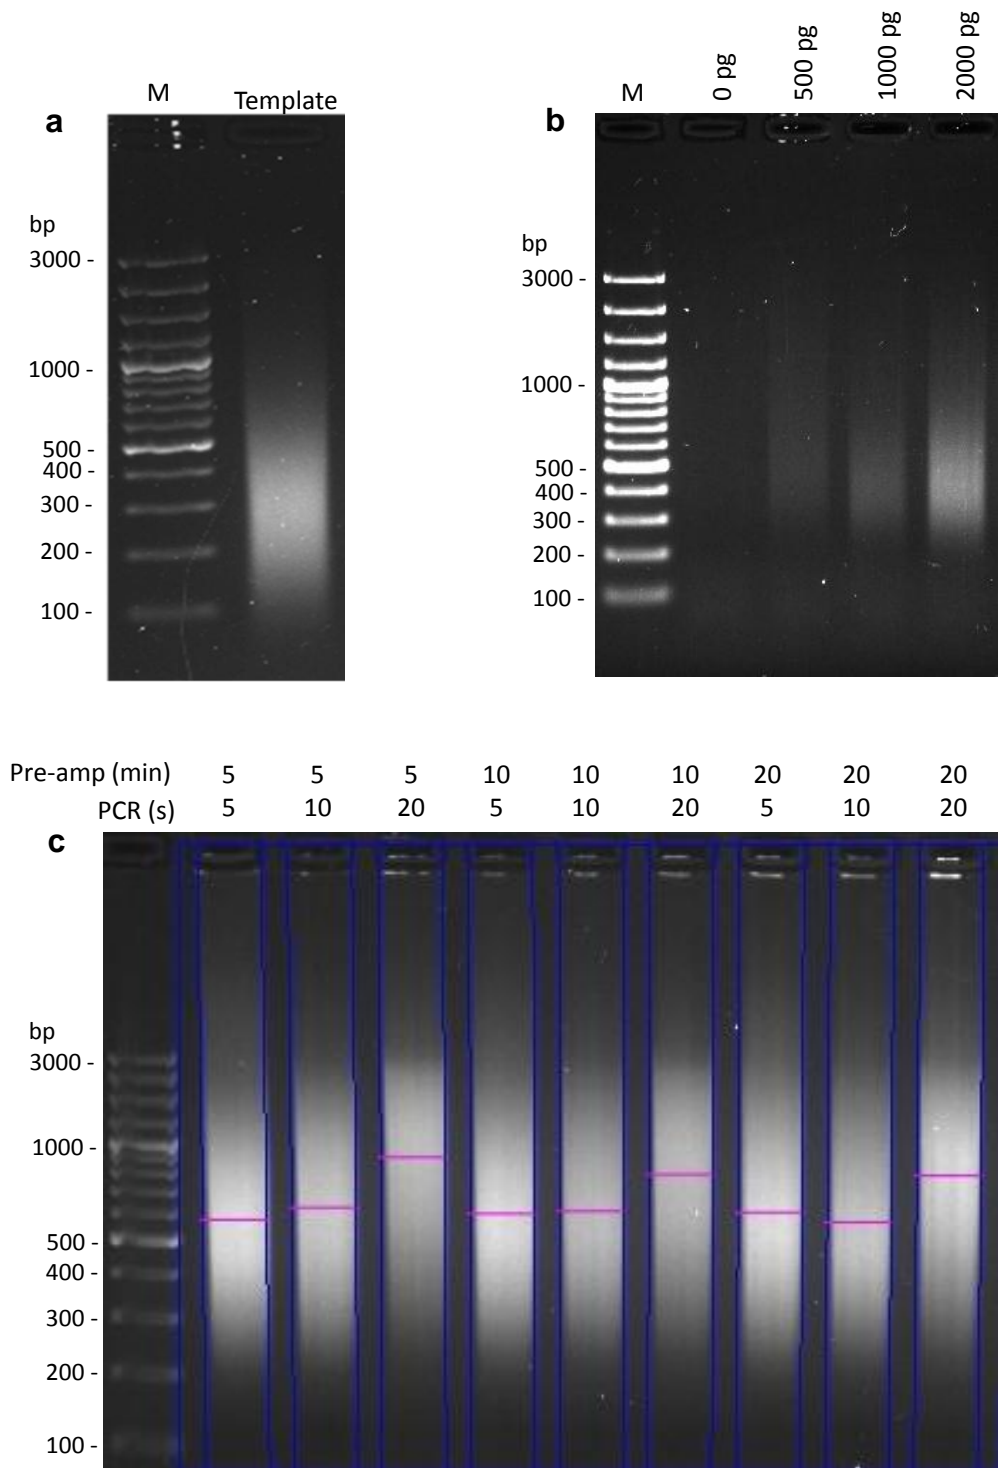 a
M Template
bp
3000 -
1000 -
500 -
400 -
300 -
200 -
100 -
b
M 0 pg 500 pg 1000 pg 2000 pg
bp
3000 -
1000 -
500 -
400 -
300 -
200 -
100 -
Pre-amp (min) 5 5 5 10 10 10 20 20 20
PCR (s) 5 10 20 5 10 20 5 10 20
c
bp
3000 -
1000 -
500 -
400 -
300 -
200 -
100 -